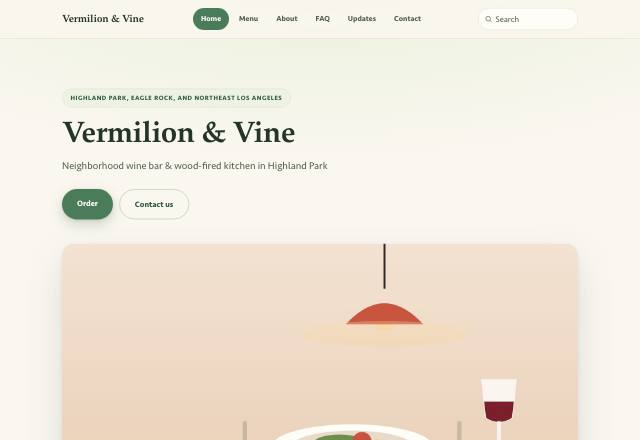 Vermilion & Vine
Home Menu About FAQ Updates Contact
Search
HIGHLAND PARK, EAGLE ROCK, AND NORTHEAST LOS ANGELES
Vermilion & Vine
Neighborhood wine bar & wood-fired kitchen in Highland Park
Order Contact us